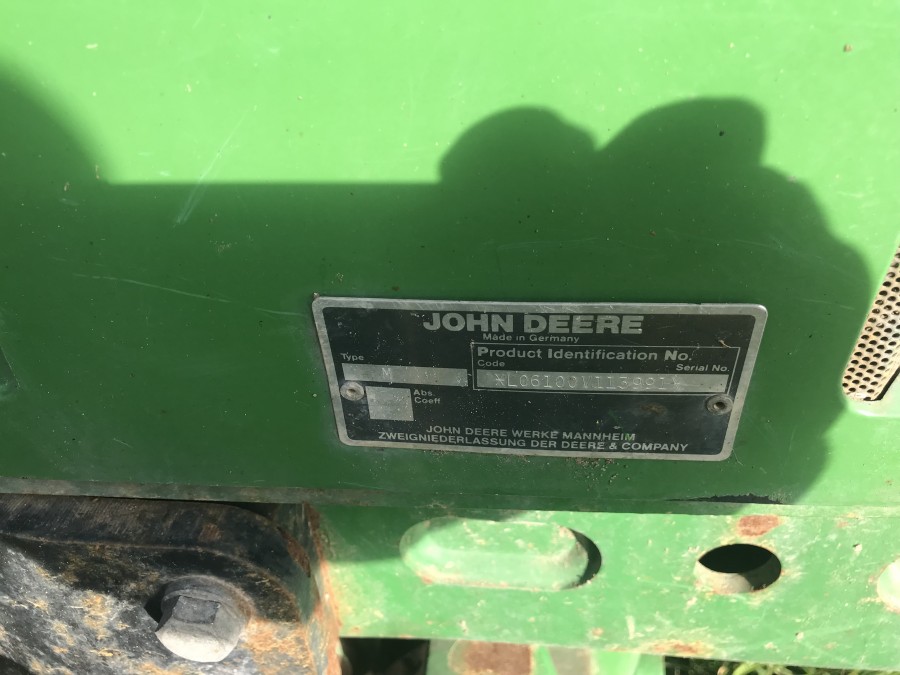 JOHN DEERE
Made in Germany
Type
M
Product Identification No.
Code
Serial No.
*L06100V113991*
Abs.
Coeff
JOHN DEERE WERKE MANNHEIM
ZWEIGNIEDERLASSUNG DER DEERE & COMPANY